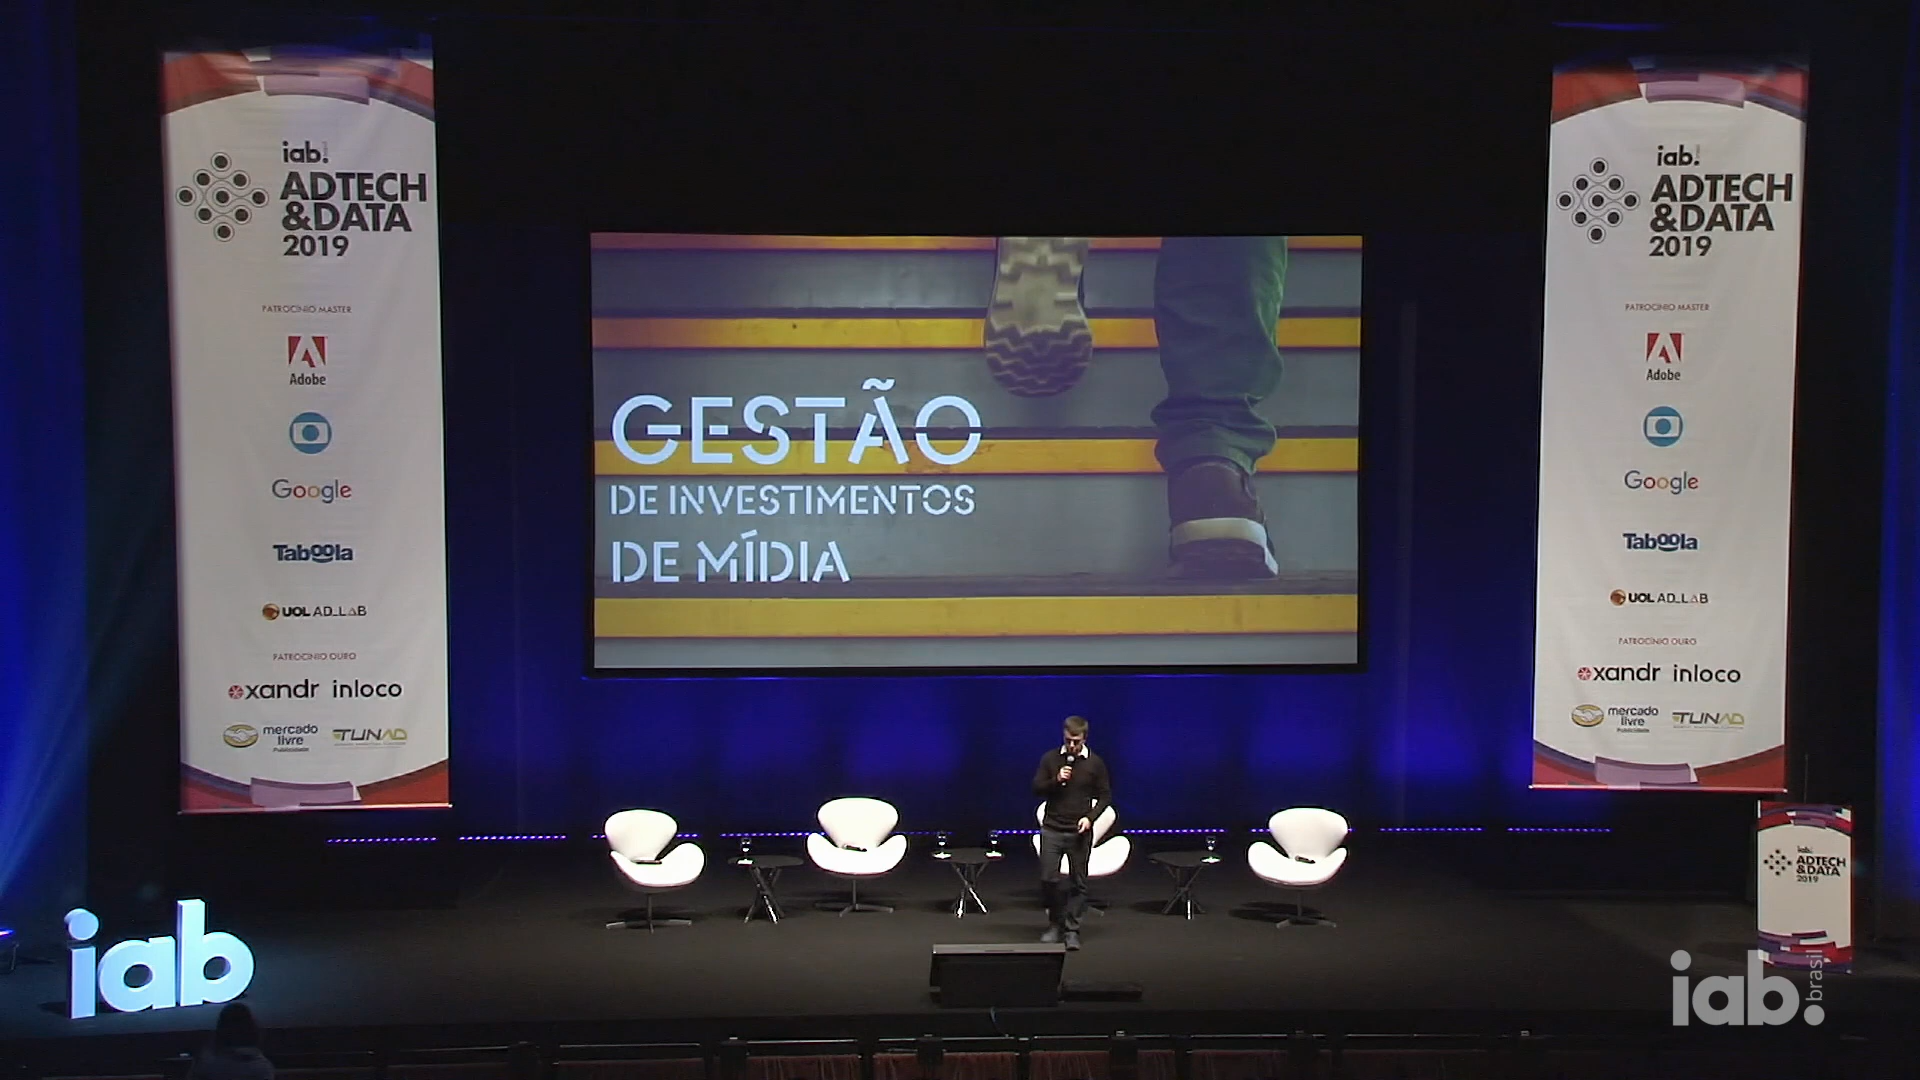 iab.
ADTECH
&DATA
2019
PATROCÍNIO MASTER
Adobe
Google
Taboola
UOL AD_LAB
PATROCÍNIO OURO
xandr inloco
mercado
livre
Publicidade
TUNAD
GESTÃO
DE INVESTIMENTOS
DE MÍDIA
iab.
ADTECH
&DATA
2019
PATROCÍNIO MASTER
Adobe
Google
Taboola
UOL AD_LAB
PATROCÍNIO OURO
xandr inloco
mercado
livre
Publicidade
TUNAD
iab.
ADTECH
&DATA
2019
iab
iab.
brasil